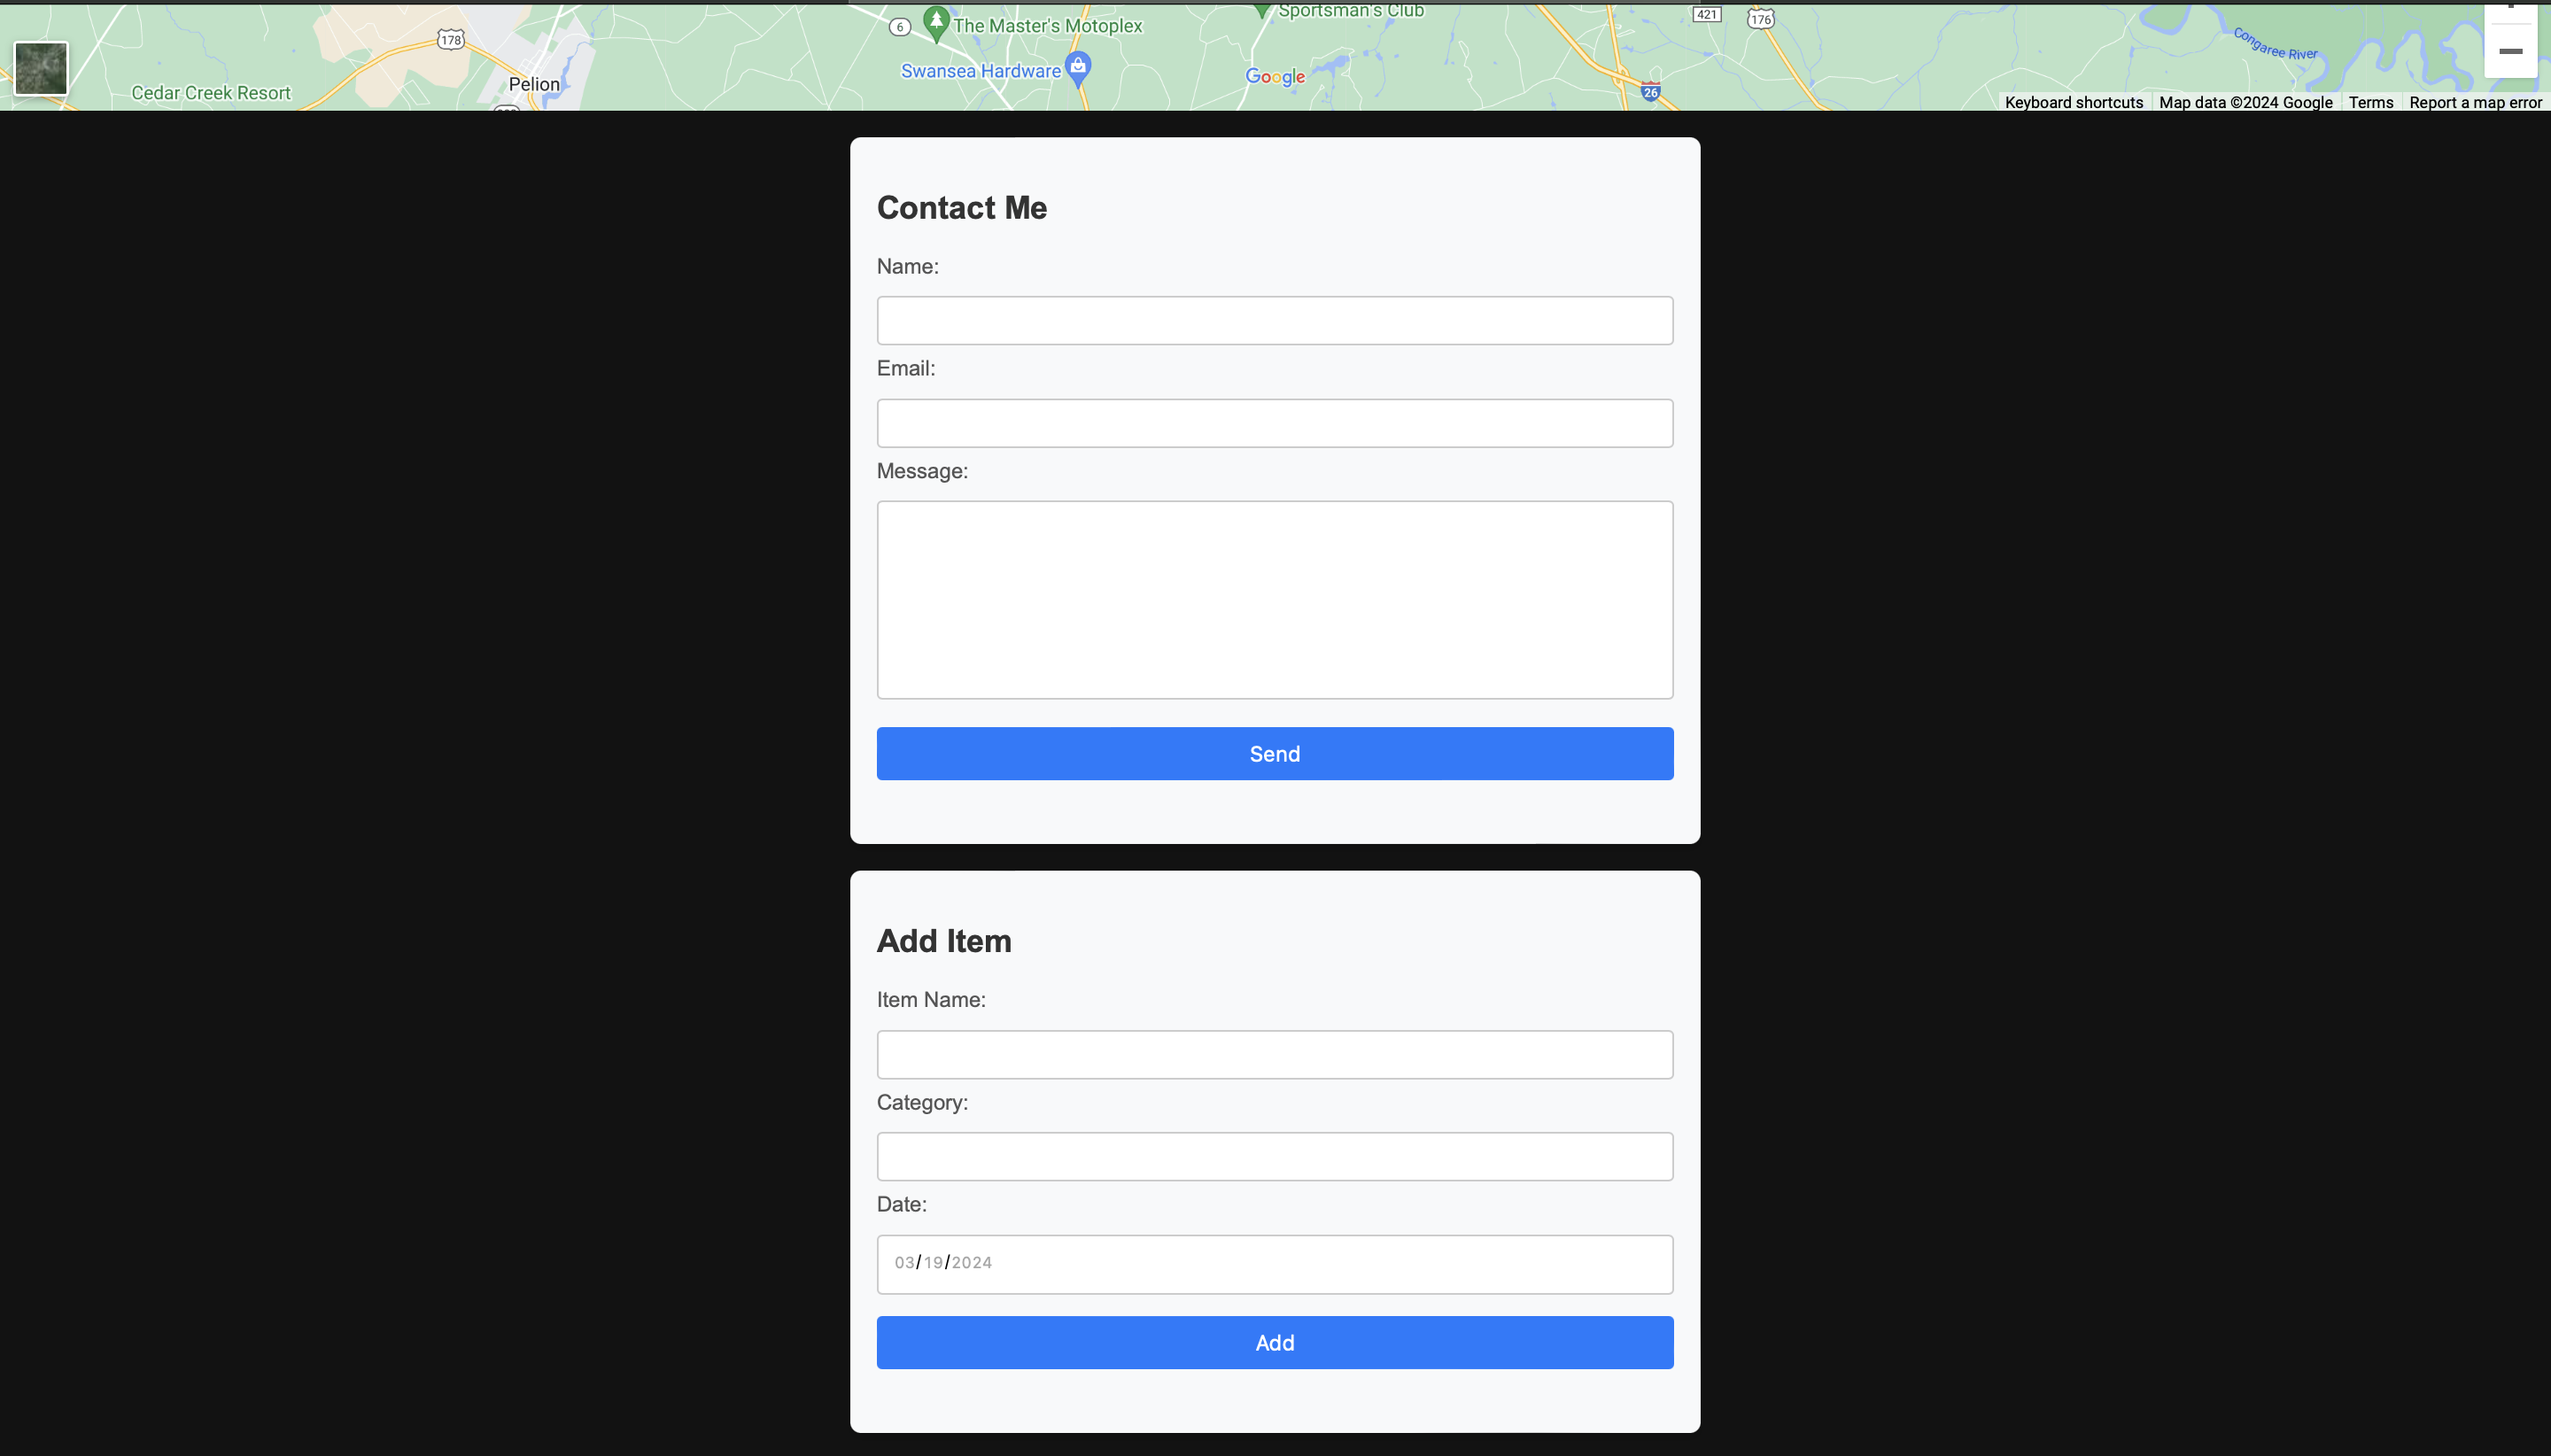 Sportsman's Club
421
176
6
The Master's Motoplex
178
Congaree River
Swansea Hardware
Google
Pelion
26
Cedar Creek Resort
Keyboard shortcuts
Map data ©2024 Google
Terms
Report a map error
Contact Me
Name:
Email:
Message:
Send
Add Item
Item Name:
Category:
Date:
03/19/2024
Add